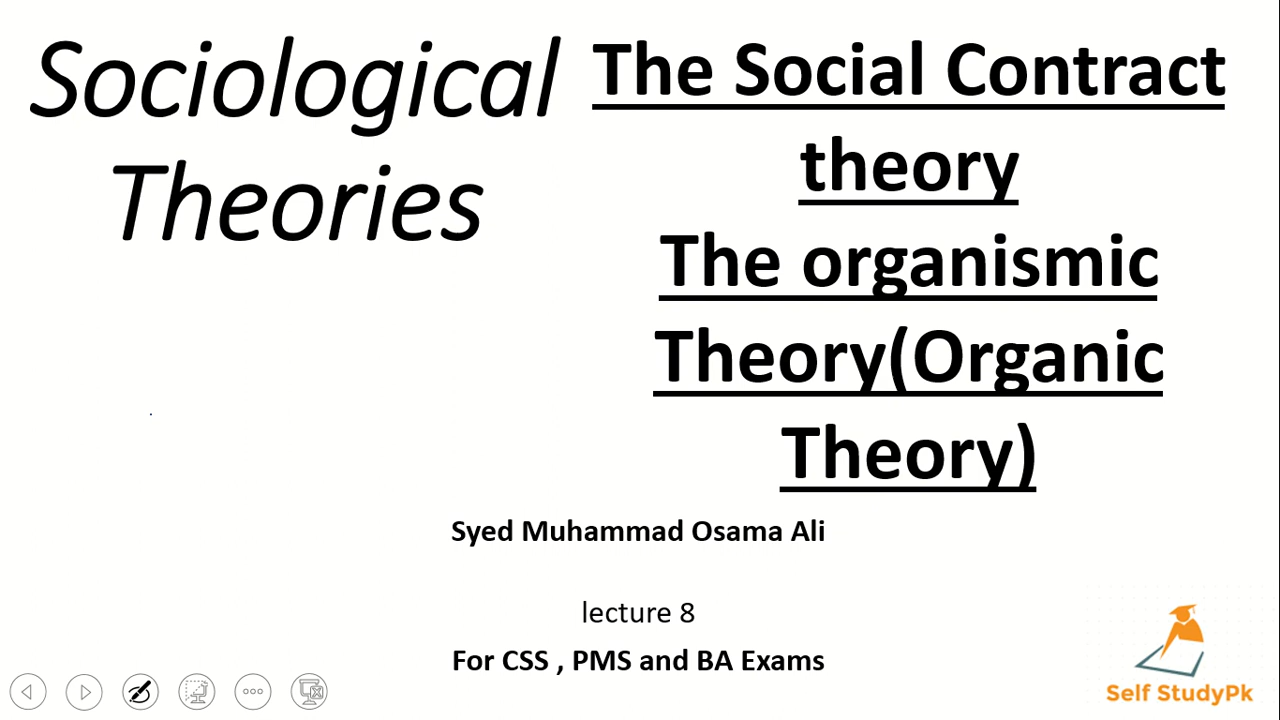 Sociological
Theories
The Social Contract
theory
The organismic
Theory(Organic
Theory)
Syed Muhammad Osama Ali
lecture 8
For CSS , PMS and BA Exams
Self StudyPk